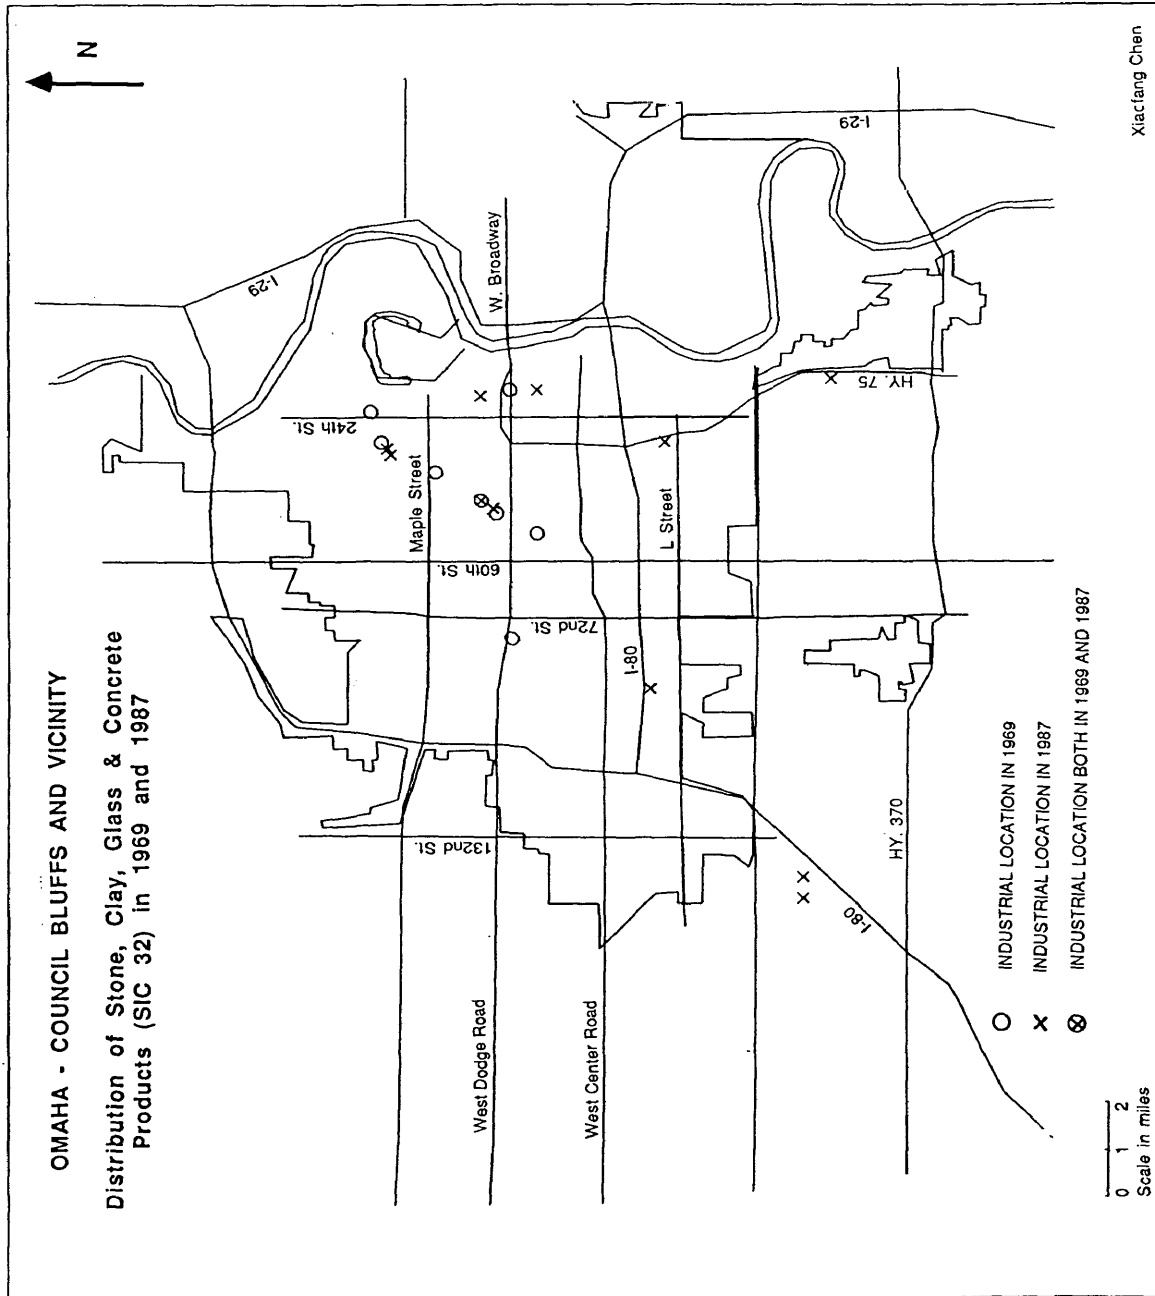 OMAHA - COUNCIL BLUFFS AND VICINITY
Distribution of Stone, Clay, Glass & Concrete
Products (SIC 32) in 1969 and 1987
N
I-29
24th St.
W. Broadway
Maple Street
60th St.
72nd St.
L Street
I-80
132nd St.
West Dodge Road
West Center Road
I-29
HY. 75
HY. 370
I-80
O INDUSTRIAL LOCATION IN 1969
x INDUSTRIAL LOCATION IN 1987
⊗ INDUSTRIAL LOCATION BOTH IN 1969 AND 1987
0 1 2
Scale in miles
Xiacfang Chen